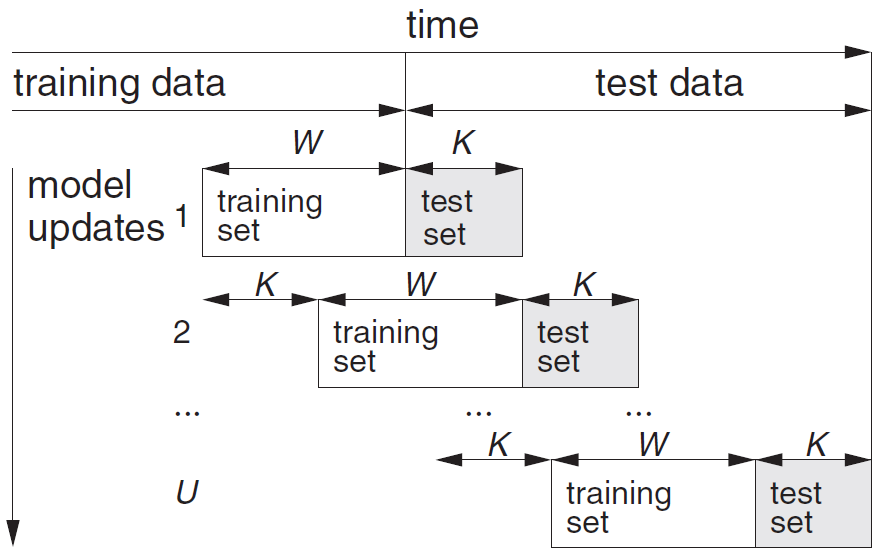 time
training data test data
W K
model updates 1 training set test set
K W K
2 training set test set
... ... ...
K W K
U training set test set